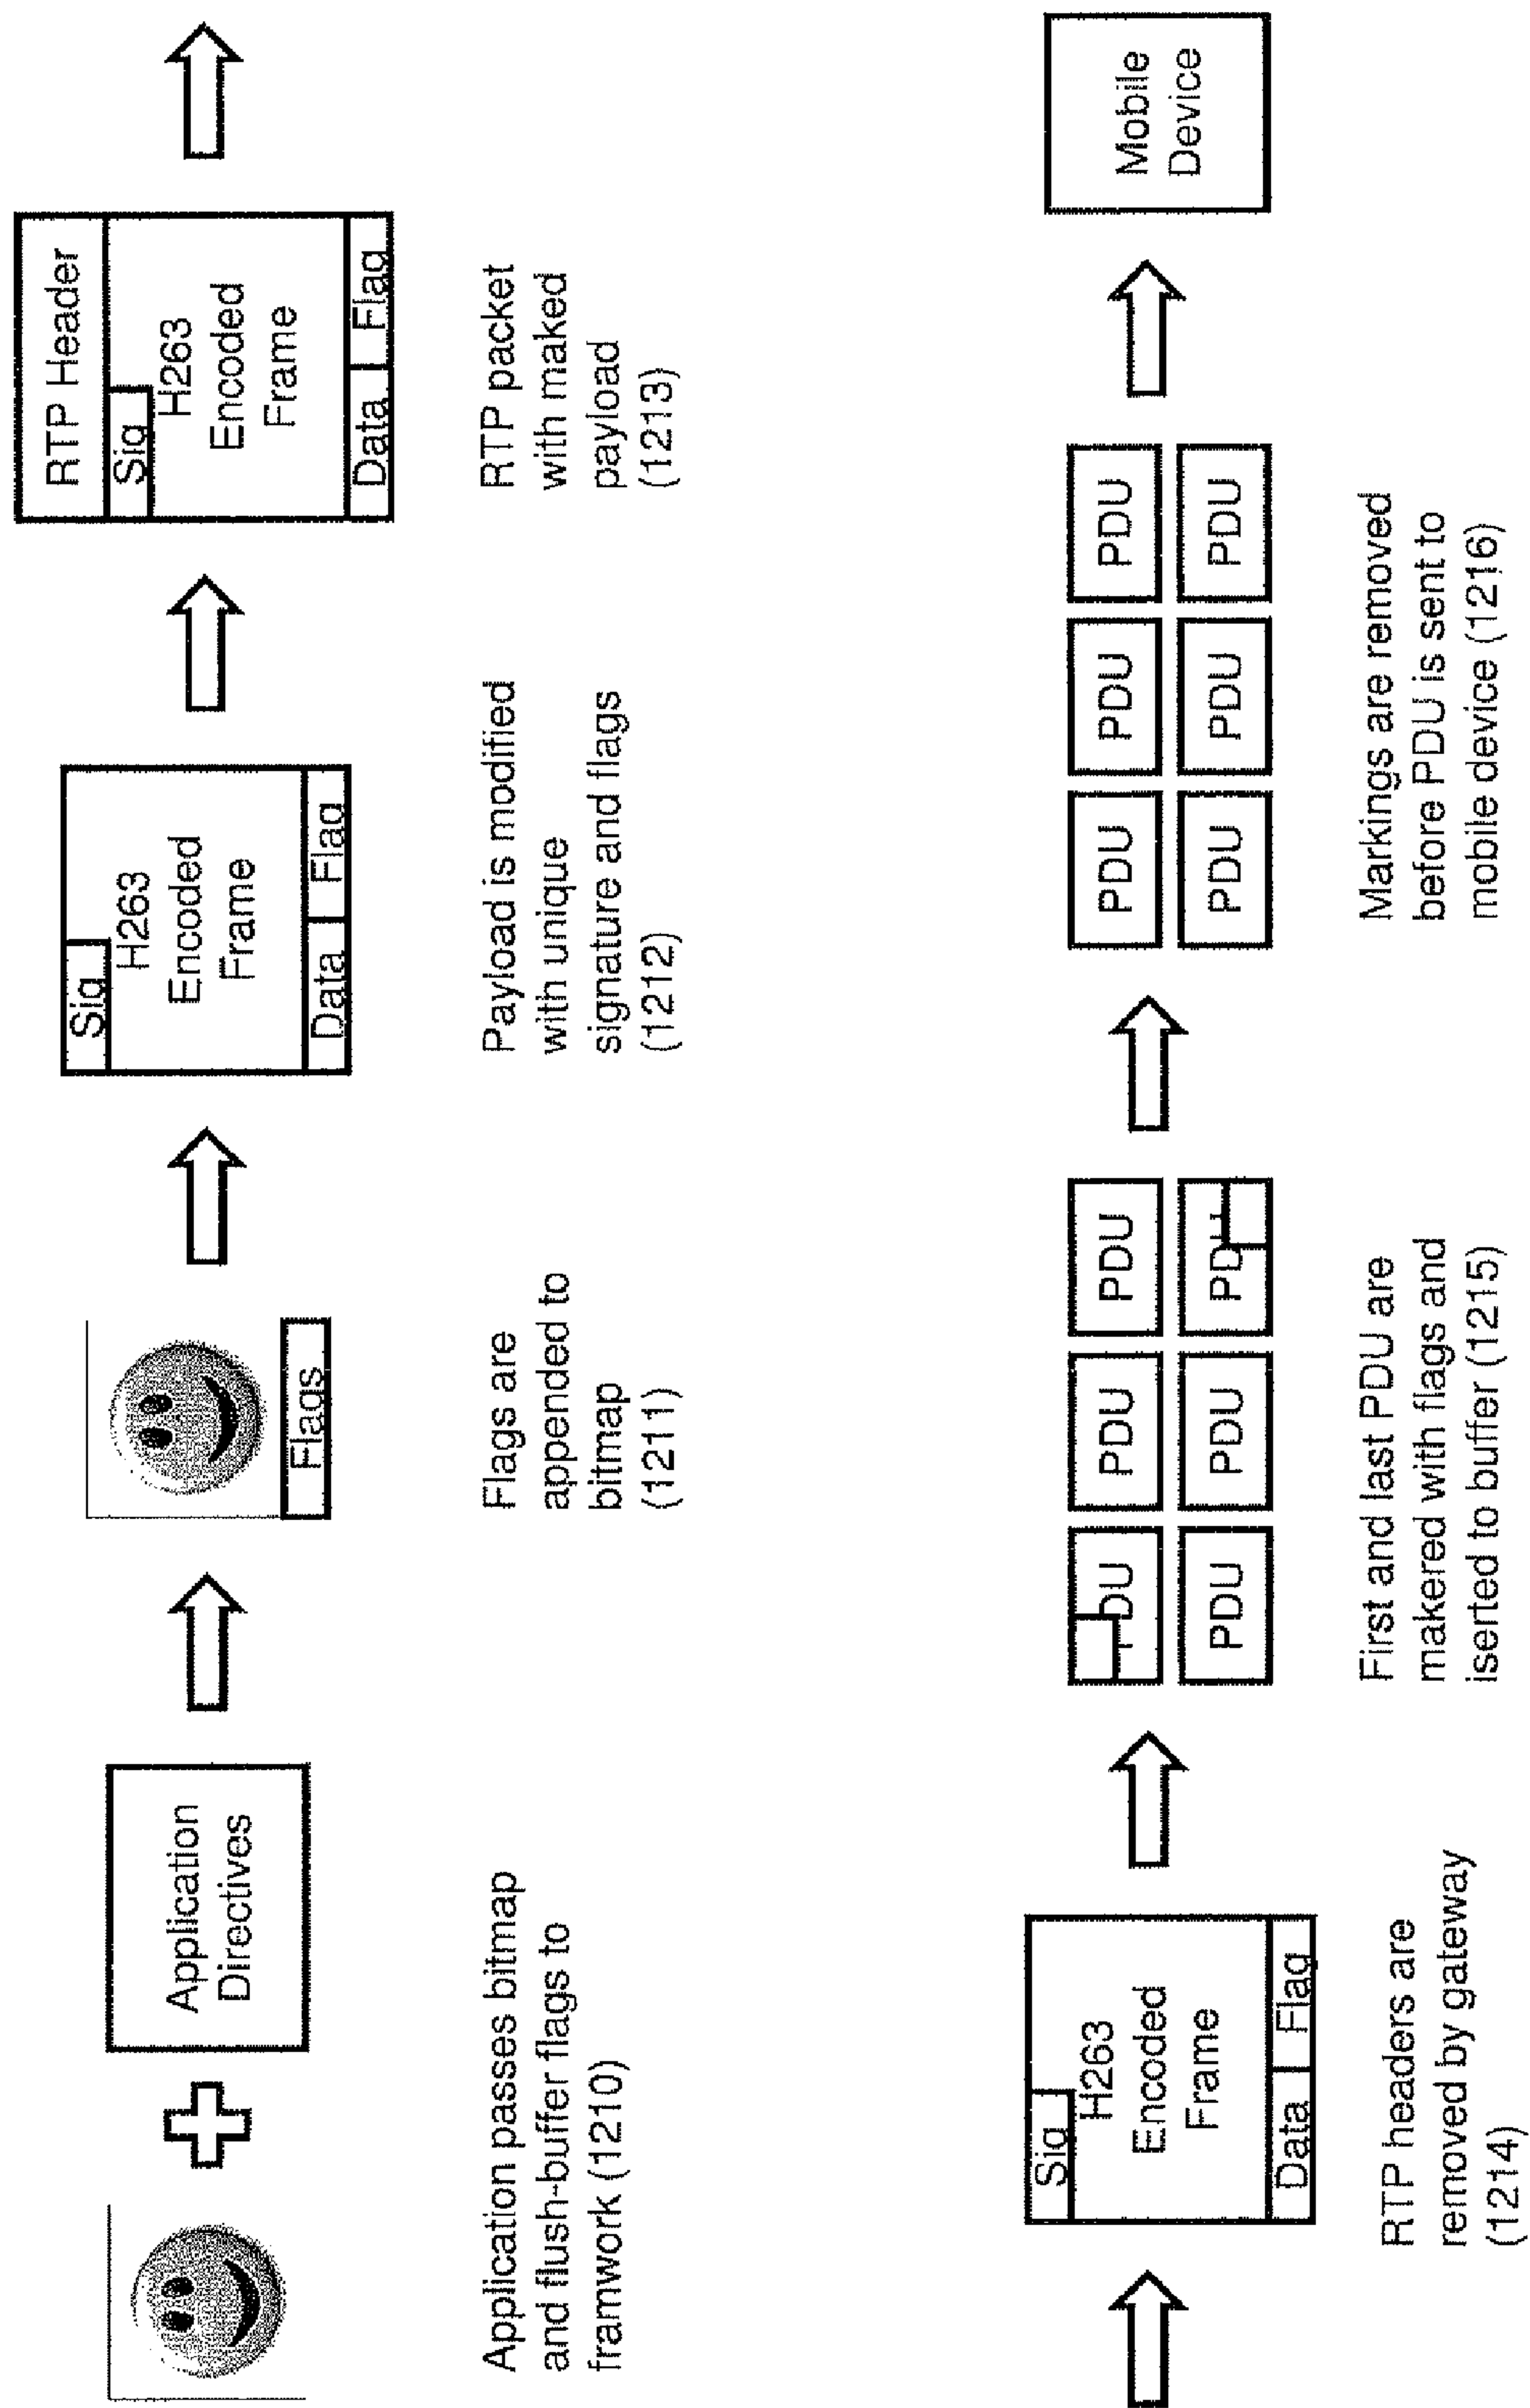 Application
Directives
Application passes bitmap
and flush-buffer flags to
framwork (1210)
Flags
Flags are
appended to
bitmap
(1211)
Sig
H263
Encoded
Frame
Data Flag
Payload is modified
with unique
signature and flags
(1212)
RTP Header
Sig
H263
Encoded
Frame
Data Flag
RTP packet
with maked
payload
(1213)
Sig
H263
Encoded
Frame
Data Flag
RTP headers are
removed by gateway
(1214)
PDU PDU PDU
PDU PDU PDU
First and last PDU are
makered with flags and
iserted to buffer (1215)
PDU PDU PDU
PDU PDU PDU
Markings are removed
before PDU is sent to
mobile device (1216)
Mobile
Device